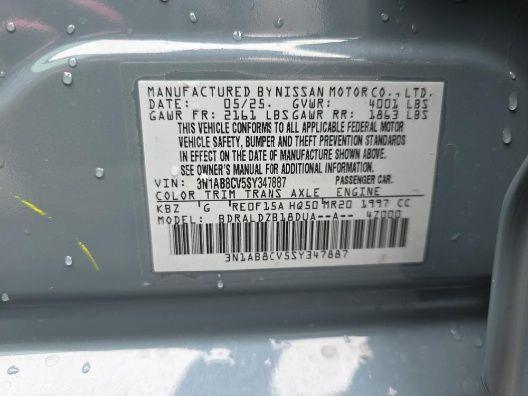 MANUFACTURED BY NISSAN MOTOR CO., LTD.
DATE: 05/25. GVWR: 4001 LBS
GAWR FR: 2161 LBS GAWR RR: 1863 LBS
THIS VEHICLE CONFORMS TO ALL APPLICABLE FEDERAL MOTOR
VEHICLE SAFETY, BUMPER AND THEFT PREVENTION STANDARDS
IN EFFECT ON THE DATE OF MANUFACTURE SHOWN ABOVE.
SEE OWNER'S MANUAL FOR ADDITIONAL INFORMATION.
VIN: 3N1AB8CV5SY347887 PASSENGER CAR.
COLOR TRIM TRANS AXLE ENGINE
KBZ G RE0F15A HQ50 MR20 1997 CC
MODEL: BDRALDZB18DUA--A-- 47000
3N1AB8CV5SY347887